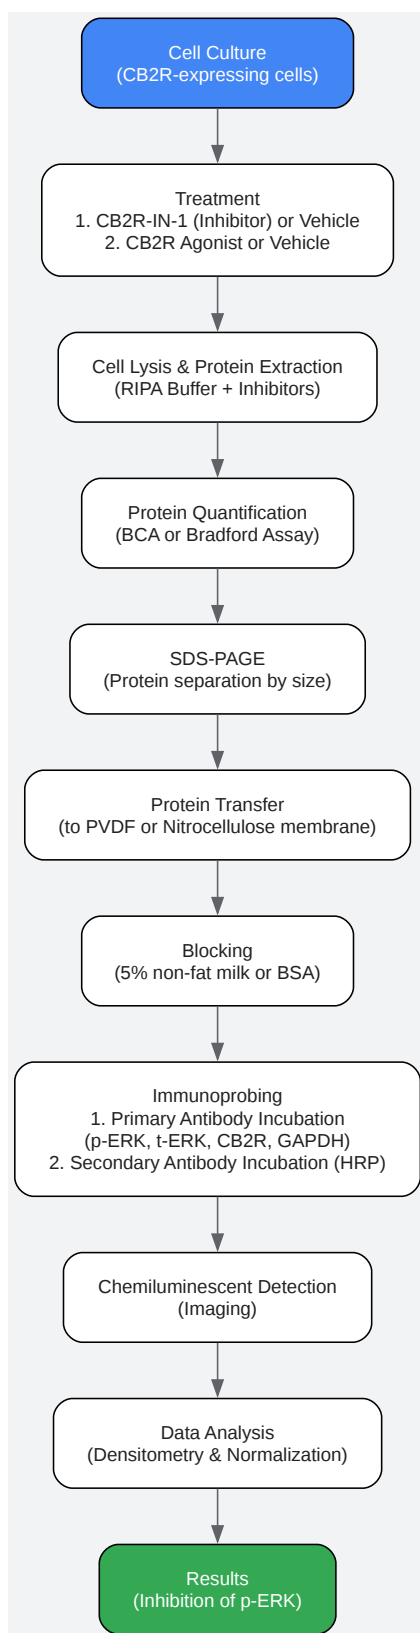 Cell Culture
(CB2R-expressing cells)
Treatment
1. CB2R-IN-1 (Inhibitor) or Vehicle
2. CB2R Agonist or Vehicle
Cell Lysis & Protein Extraction
(RIPA Buffer + Inhibitors)
Protein Quantification
(BCA or Bradford Assay)
SDS-PAGE
(Protein separation by size)
Protein Transfer
(to PVDF or Nitrocellulose membrane)
Blocking
(5% non-fat milk or BSA)
Immunoprobing
1. Primary Antibody Incubation
(p-ERK, t-ERK, CB2R, GAPDH)
2. Secondary Antibody Incubation (HRP)
Chemiluminescent Detection
(Imaging)
Data Analysis
(Densitometry & Normalization)
Results
(Inhibition of p-ERK)